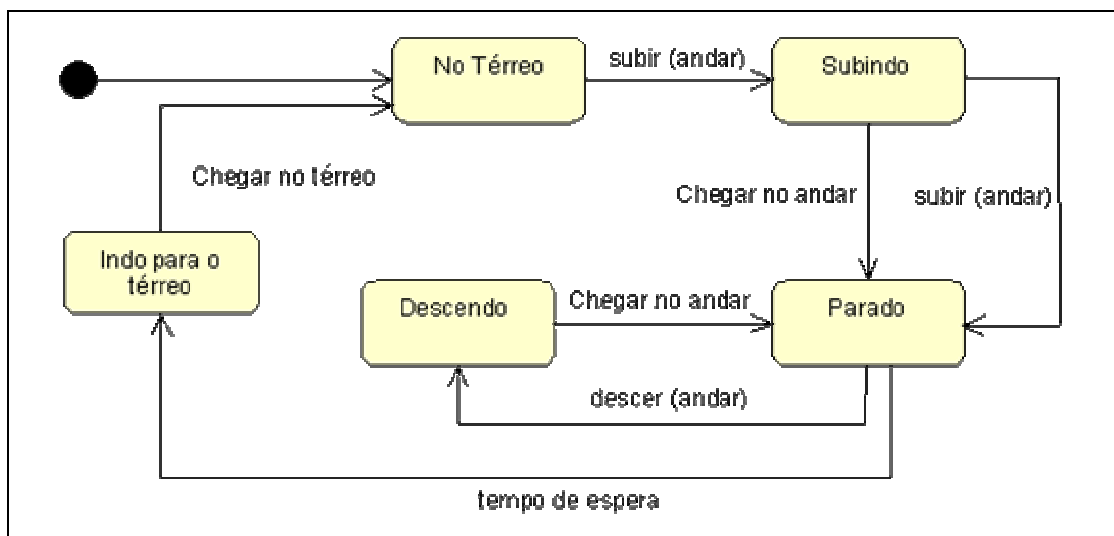 No Térreo
subir (andar)
Subindo
Chegar no térreo
Chegar no andar
subir (andar)
Indo para o
térreo
Descendo
Chegar no andar
Parado
descer (andar)
tempo de espera